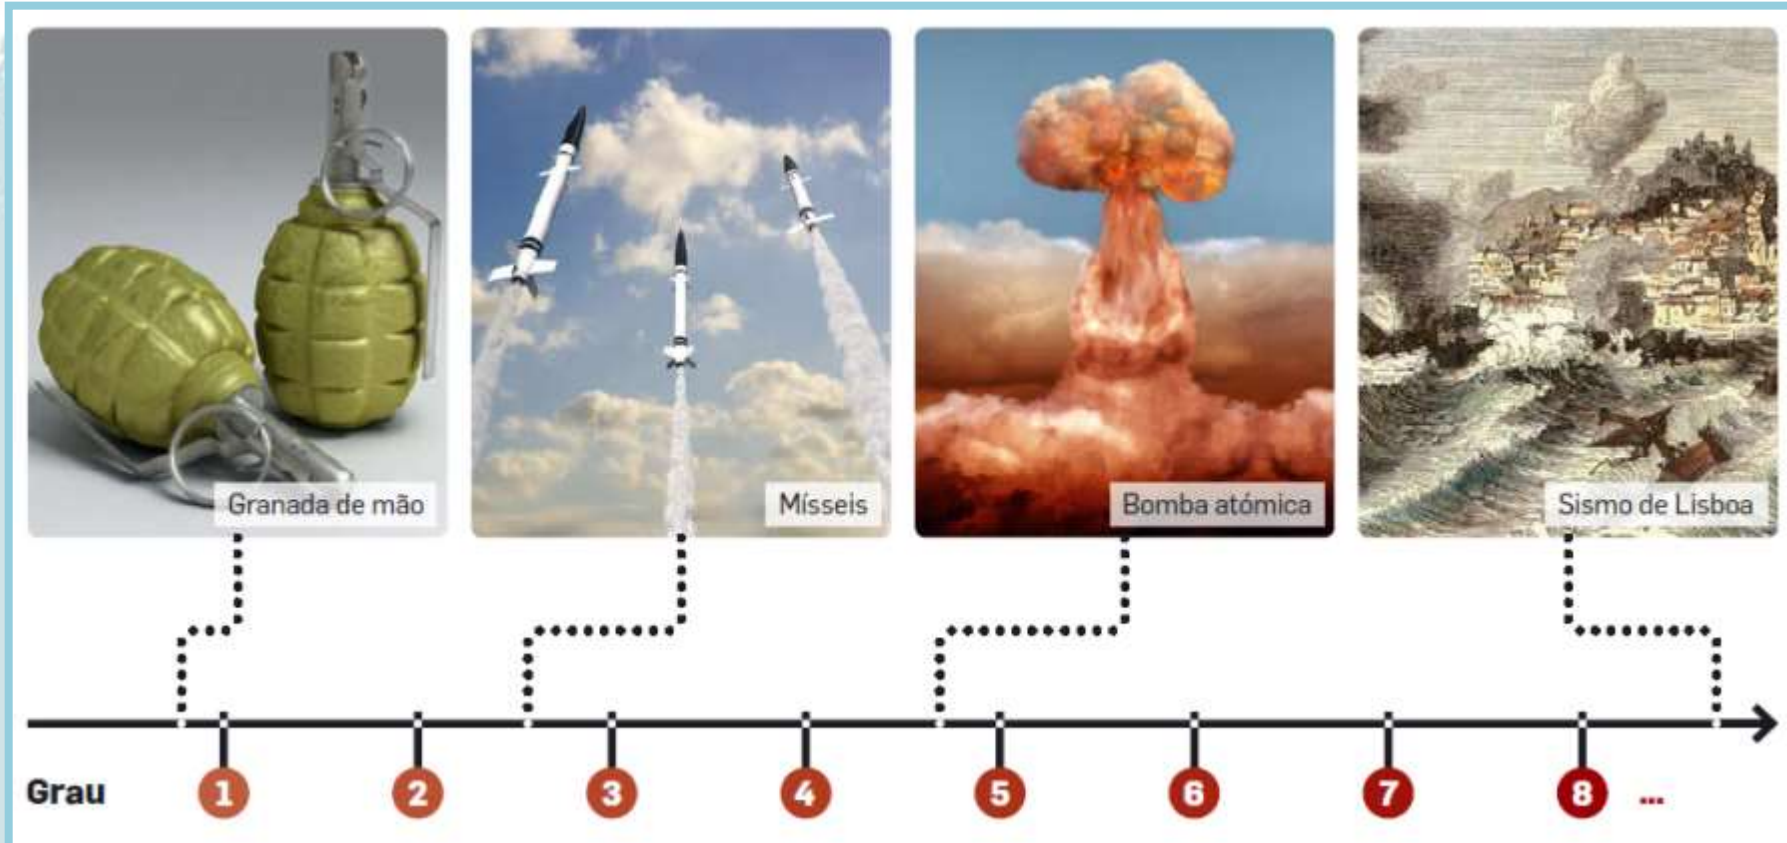 Granada de mão
Mísseis
Bomba atómica
Sismo de Lisboa
Grau 1 2 3 4 5 6 7 8 ...